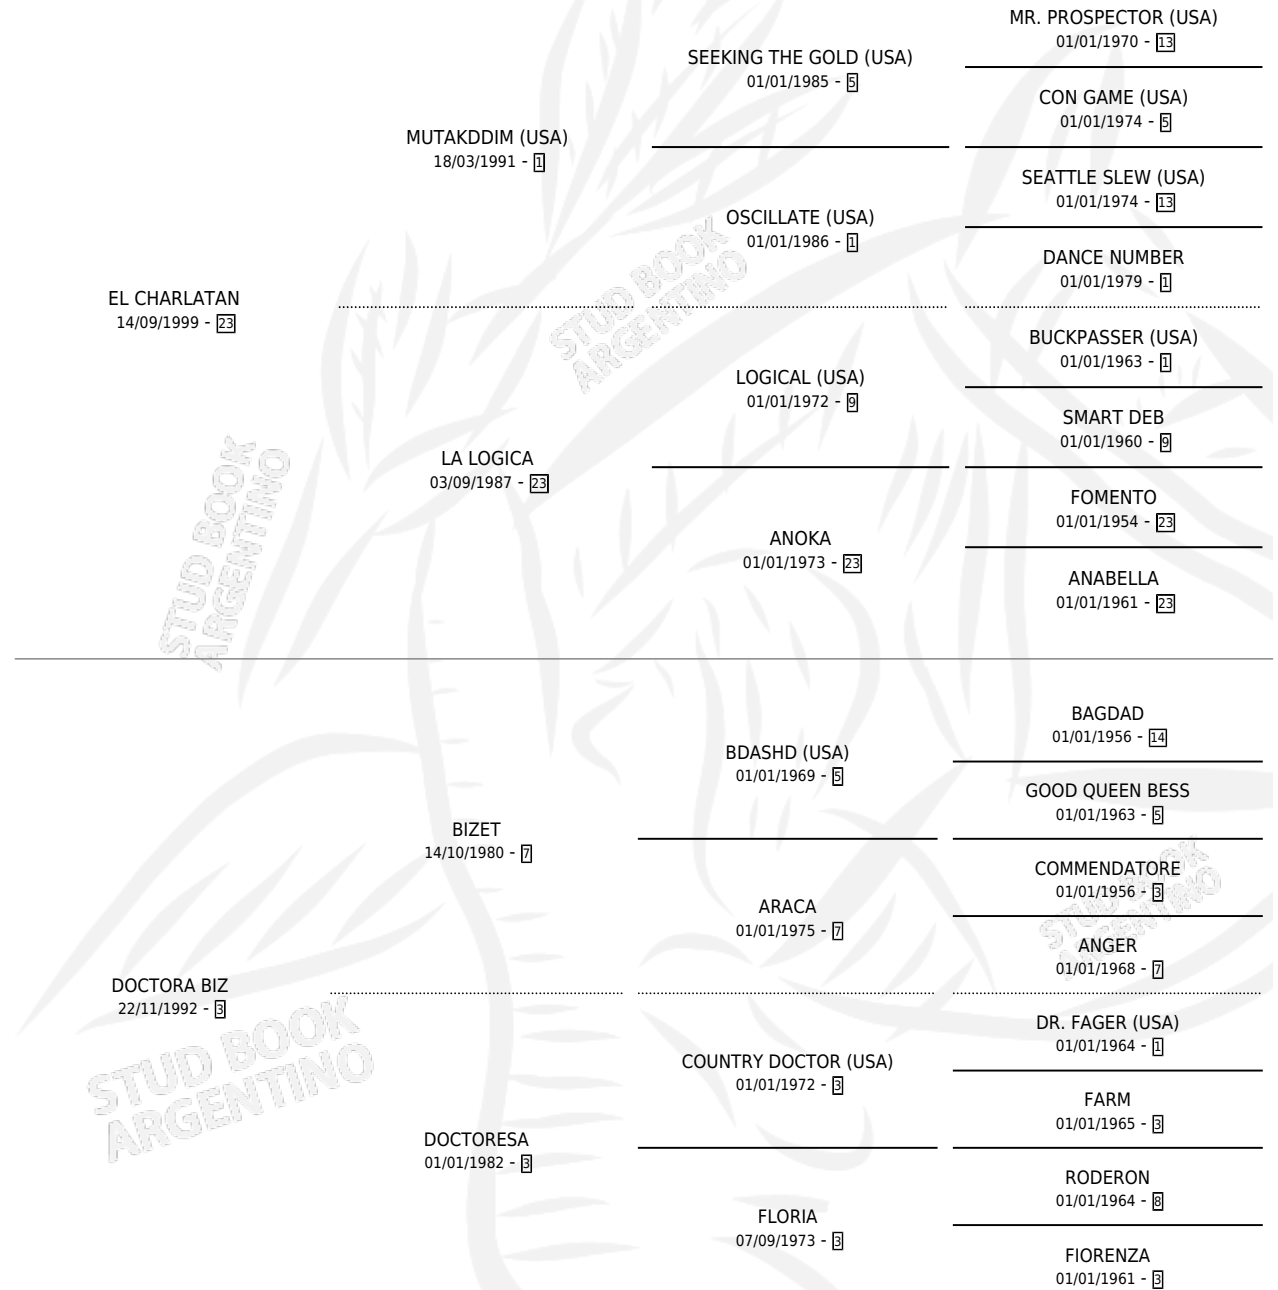 MR. PROSPECTOR (USA)
01/01/1970 - 13
SEEKING THE GOLD (USA)
01/01/1985 - 5
CON GAME (USA)
01/01/1974 - 5
MUTAKDDIM (USA)
18/03/1991 - 1
SEATTLE SLEW (USA)
01/01/1974 - 13
OSCILLATE (USA)
01/01/1986 - 1
DANCE NUMBER
01/01/1979 - 1
EL CHARLATAN
14/09/1999 - 23
BUCKPASSER (USA)
01/01/1963 - 1
LOGICAL (USA)
01/01/1972 - 9
SMART DEB
01/01/1960 - 9
LA LOGICA
03/09/1987 - 23
FOMENTO
01/01/1954 - 23
ANOKA
01/01/1973 - 23
ANABELLA
01/01/1961 - 23
BAGDAD
01/01/1956 - 14
BDASHD (USA)
01/01/1969 - 5
GOOD QUEEN BESS
01/01/1963 - 5
BIZET
14/10/1980 - 7
COMMENDATORE
01/01/1956 - 3
ARACA
01/01/1975 - 7
ANGER
01/01/1968 - 7
DOCTORA BIZ
22/11/1992 - 3
DR. FAGER (USA)
01/01/1964 - 1
COUNTRY DOCTOR (USA)
01/01/1972 - 3
FARM
01/01/1965 - 3
DOCTORESA
01/01/1982 - 3
RODERON
01/01/1964 - 8
FLORIA
07/09/1973 - 3
FIORENZA
01/01/1961 - 3
STUD BOOK
ARGENTINO
STUD BOOK
ARGENTINO
STUD BOOK
ARGENTINO
STUD BOOK
ARGENTINO